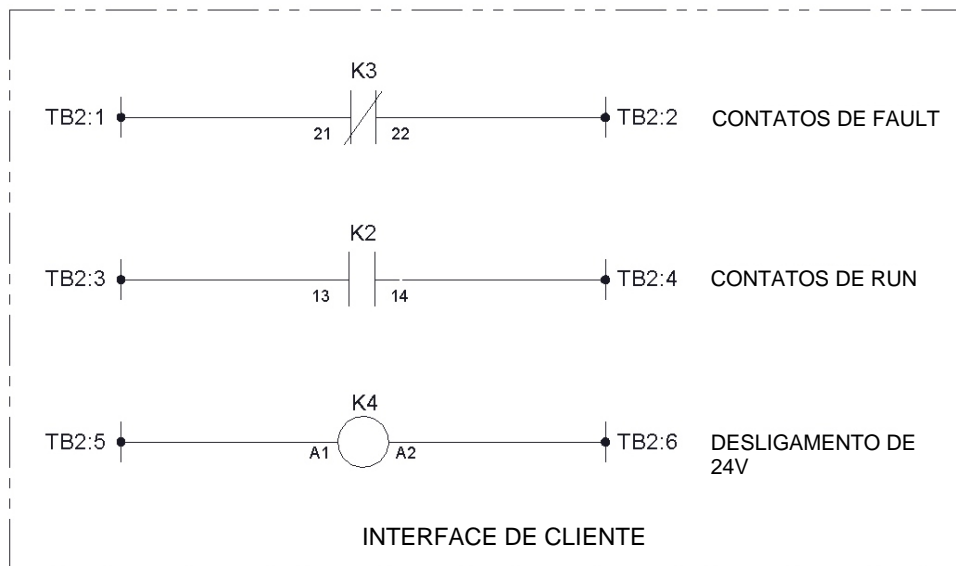 K3
TB2:1
21
22
TB2:2
CONTATOS DE FAULT
K2
TB2:3
13
14
TB2:4
CONTATOS DE RUN
K4
TB2:5
A1
A2
TB2:6
DESLIGAMENTO DE
24V
INTERFACE DE CLIENTE